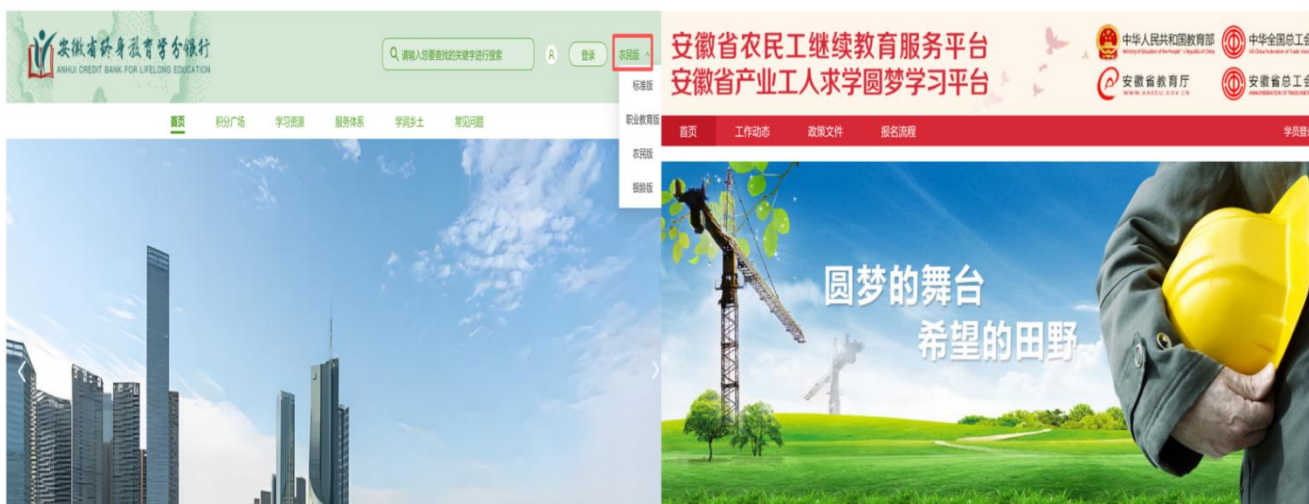 安徽省终身教育学分银行
ANHUI CREDIT BANK FOR LIFELONG EDUCATION
请输入您要查找的关键字进行搜索
登录
农民版
标准版
职业教育版
农民版
银龄版
首页 积分广场 学习资源 服务体系 学润乡土 常见问题
安徽省农民工继续教育服务平台
安徽省产业工人求学圆梦学习平台
中华人民共和国教育部
中华全国总工会
安徽省教育厅
WWW.AHEDU.GOV.CN
安徽省总工会
首页 工作动态 政策文件 报名流程
学员登录
圆梦的舞台
希望的田野